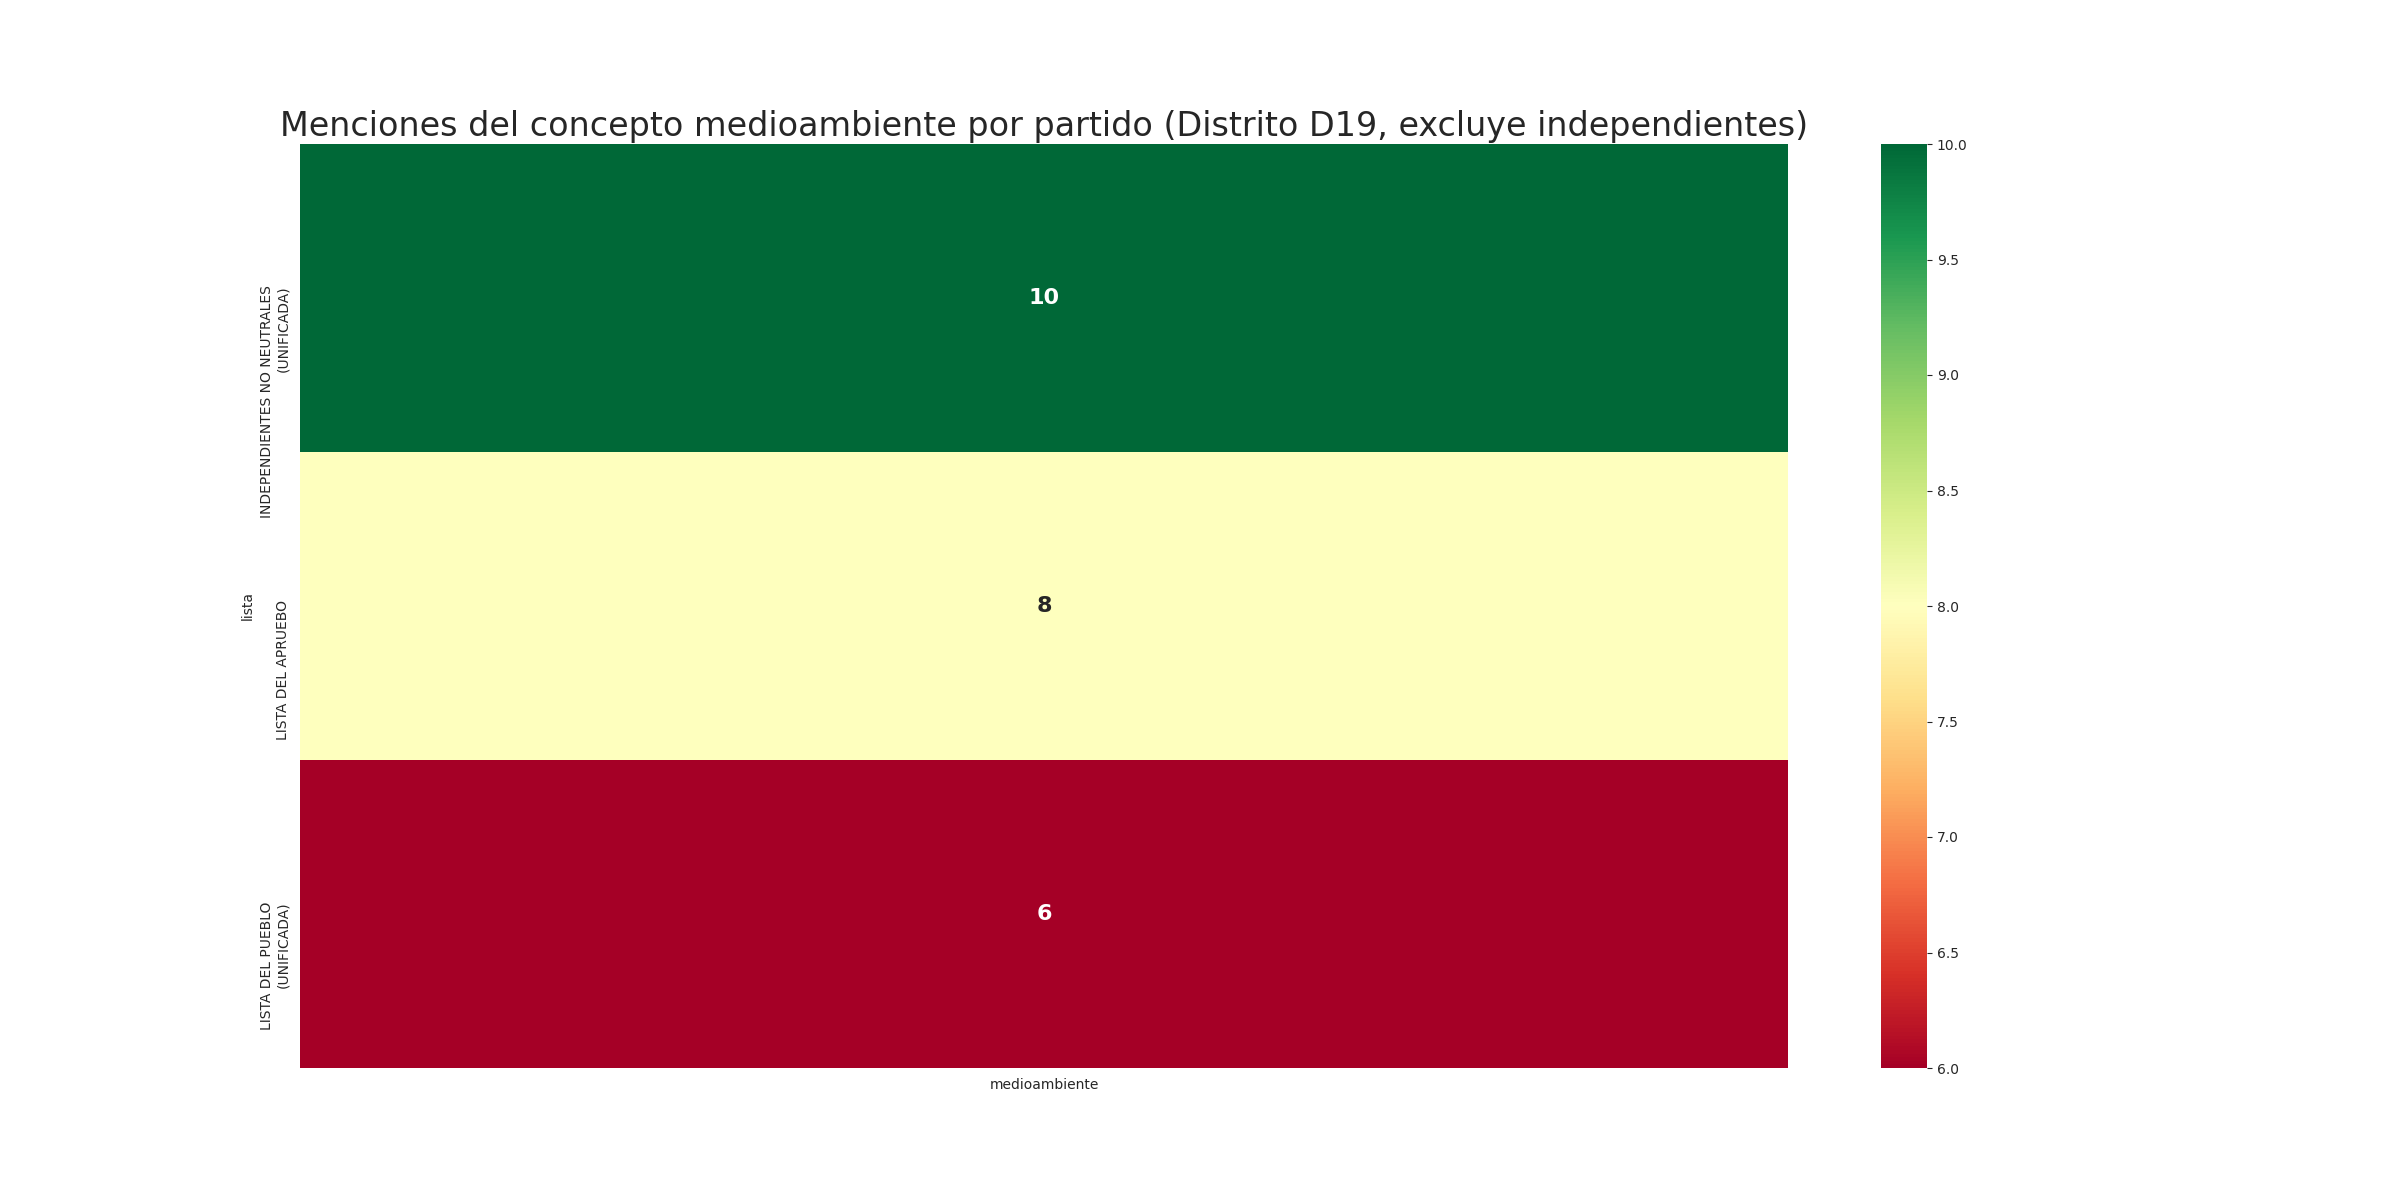 Menciones del concepto medioambiente por partido (Distrito D19, excluye independientes)
lista
INDEPENDIENTES NO NEUTRALES
(UNIFICADA)
LISTA DEL APRUEBO
LISTA DEL PUEBLO
(UNIFICADA)
10
8
6
medioambiente
10.0
9.5
9.0
8.5
8.0
7.5
7.0
6.5
6.0